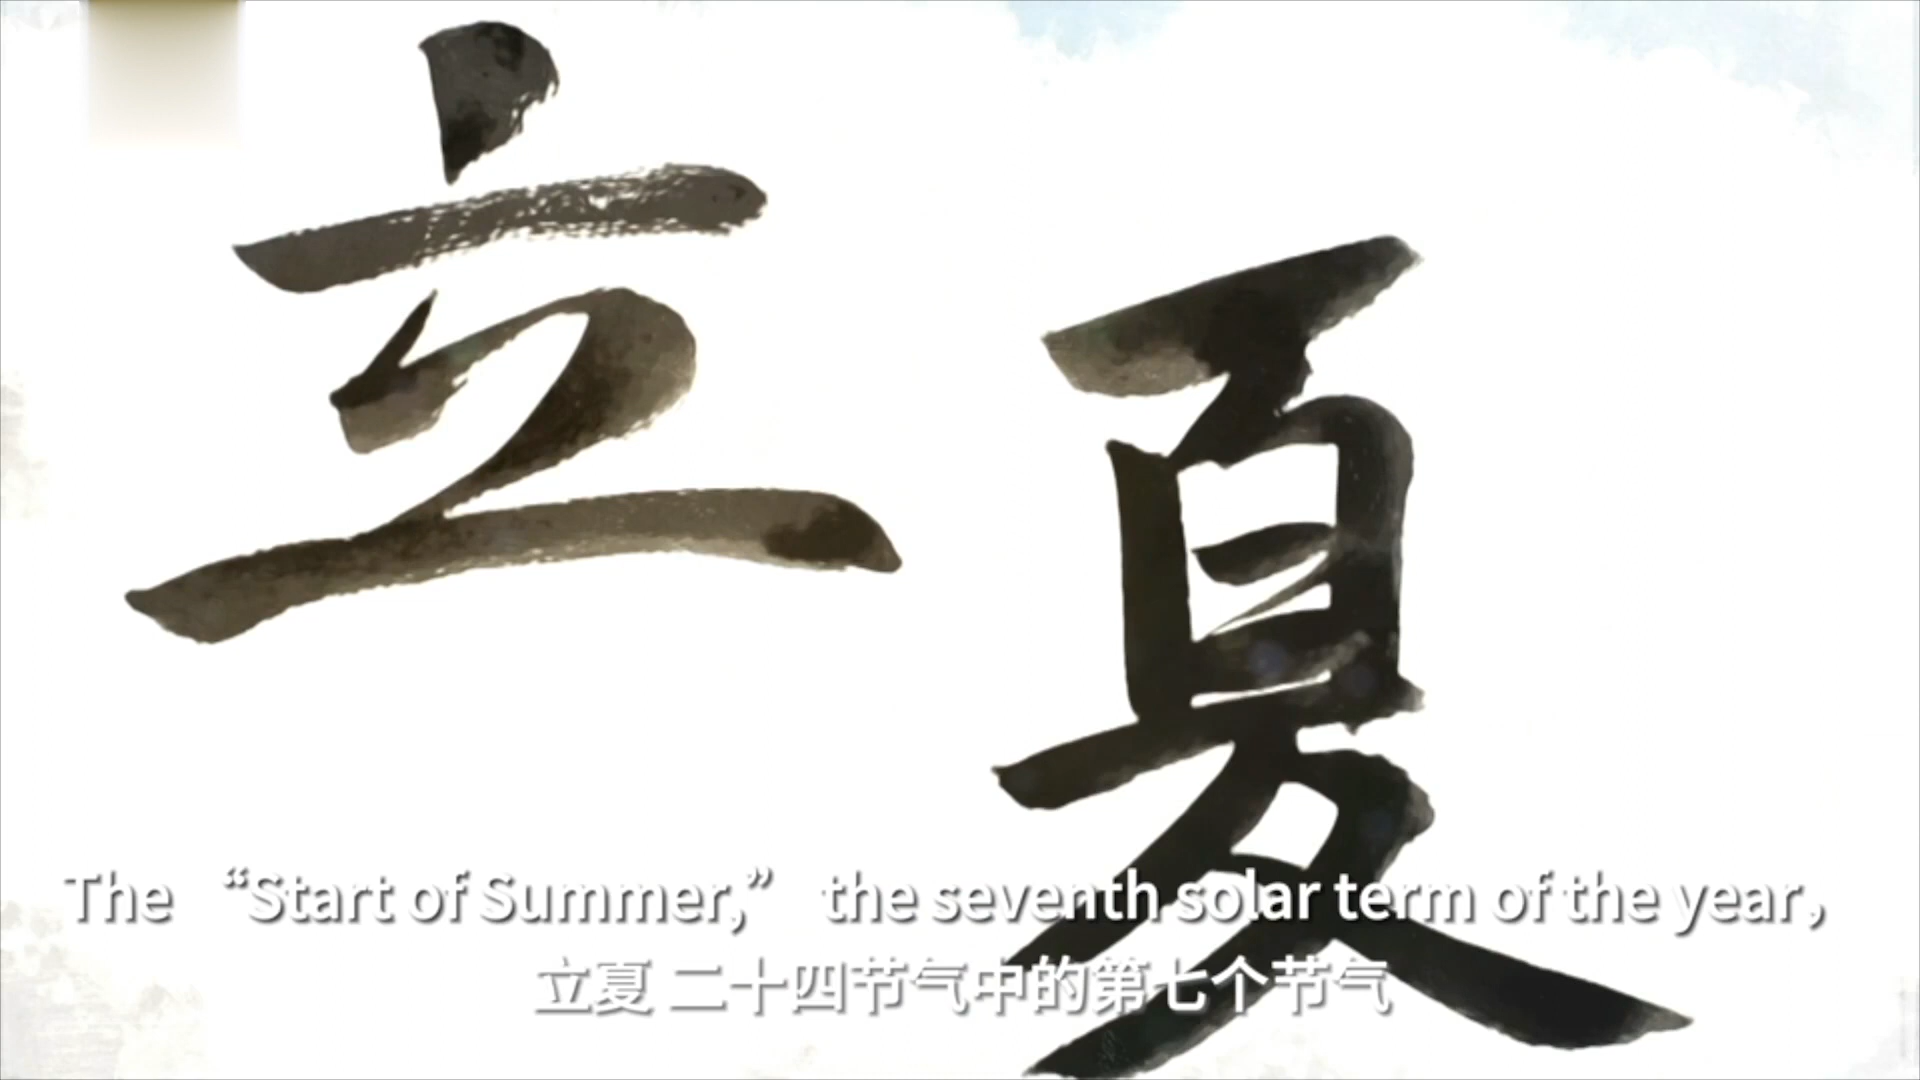 立夏
The “Start of Summer,” the seventh solar term of the year,
立夏 二十四节气中的第七个节气